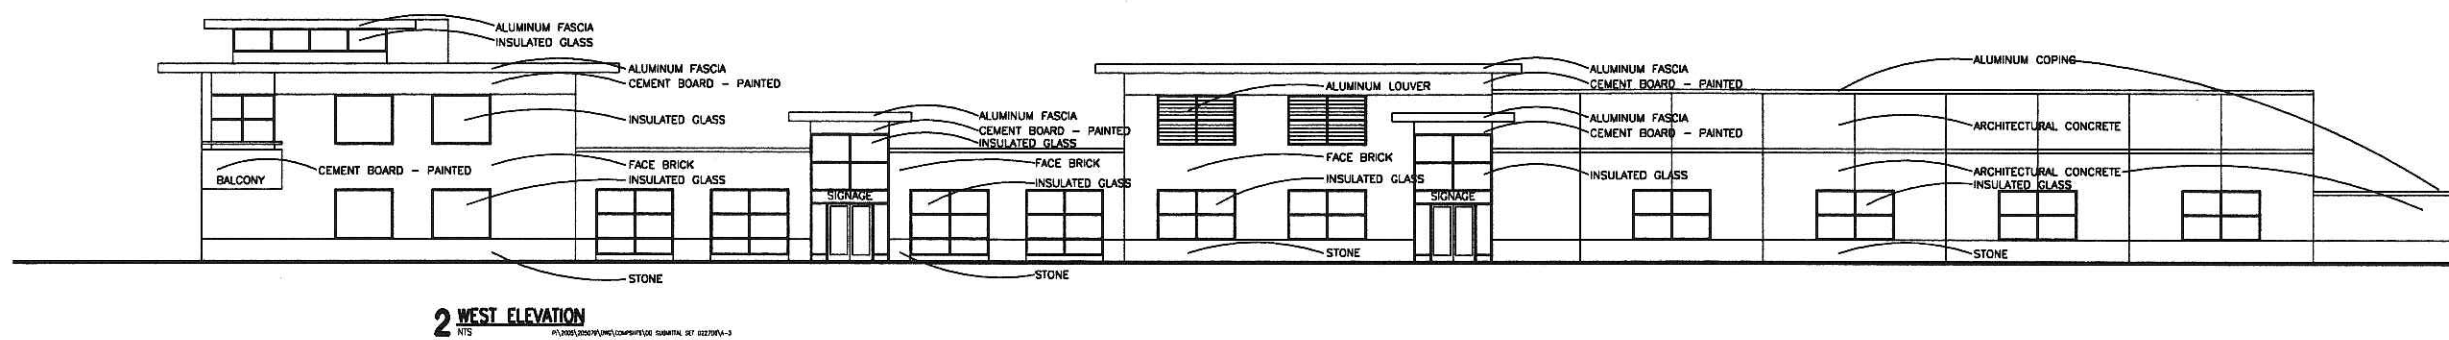 ALUMINUM FASCIA
INSULATED GLASS
ALUMINUM FASCIA
CEMENT BOARD - PAINTED
INSULATED GLASS
CEMENT BOARD - PAINTED
FACE BRICK
INSULATED GLASS
BALCONY
STONE
ALUMINUM FASCIA
CEMENT BOARD - PAINTED
INSULATED GLASS
FACE BRICK
INSULATED GLASS
SIGNAGE
STONE
ALUMINUM LOUVER
FACE BRICK
INSULATED GLASS
STONE
ALUMINUM FASCIA
CEMENT BOARD - PAINTED
ALUMINUM FASCIA
CEMENT BOARD - PAINTED
INSULATED GLASS
SIGNAGE
ALUMINUM COPING
ARCHITECTURAL CONCRETE
ARCHITECTURAL CONCRETE
INSULATED GLASS
STONE
2 WEST ELEVATION
NTS